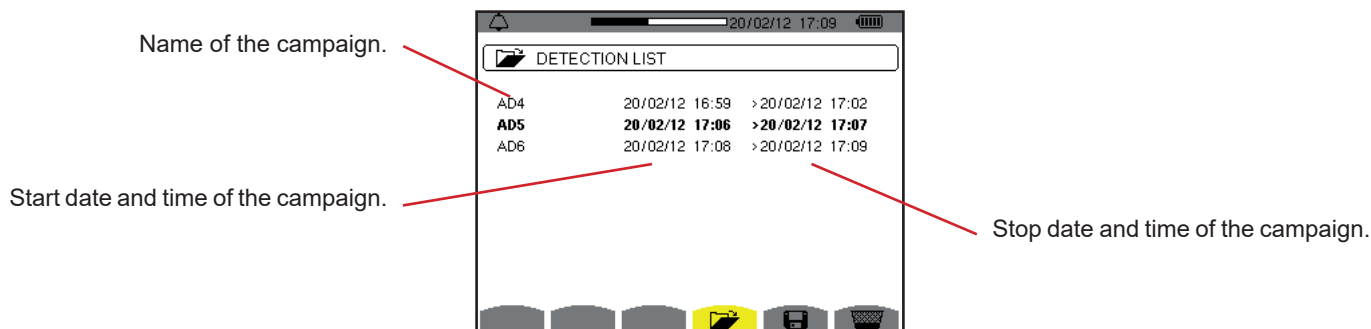 20/02/12 17:09
Name of the campaign.
DETECTION LIST
AD4 20/02/12 16:59 >20/02/12 17:02
AD5 20/02/12 17:06 >20/02/12 17:07
AD6 20/02/12 17:08 >20/02/12 17:09
Start date and time of the campaign.
Stop date and time of the campaign.